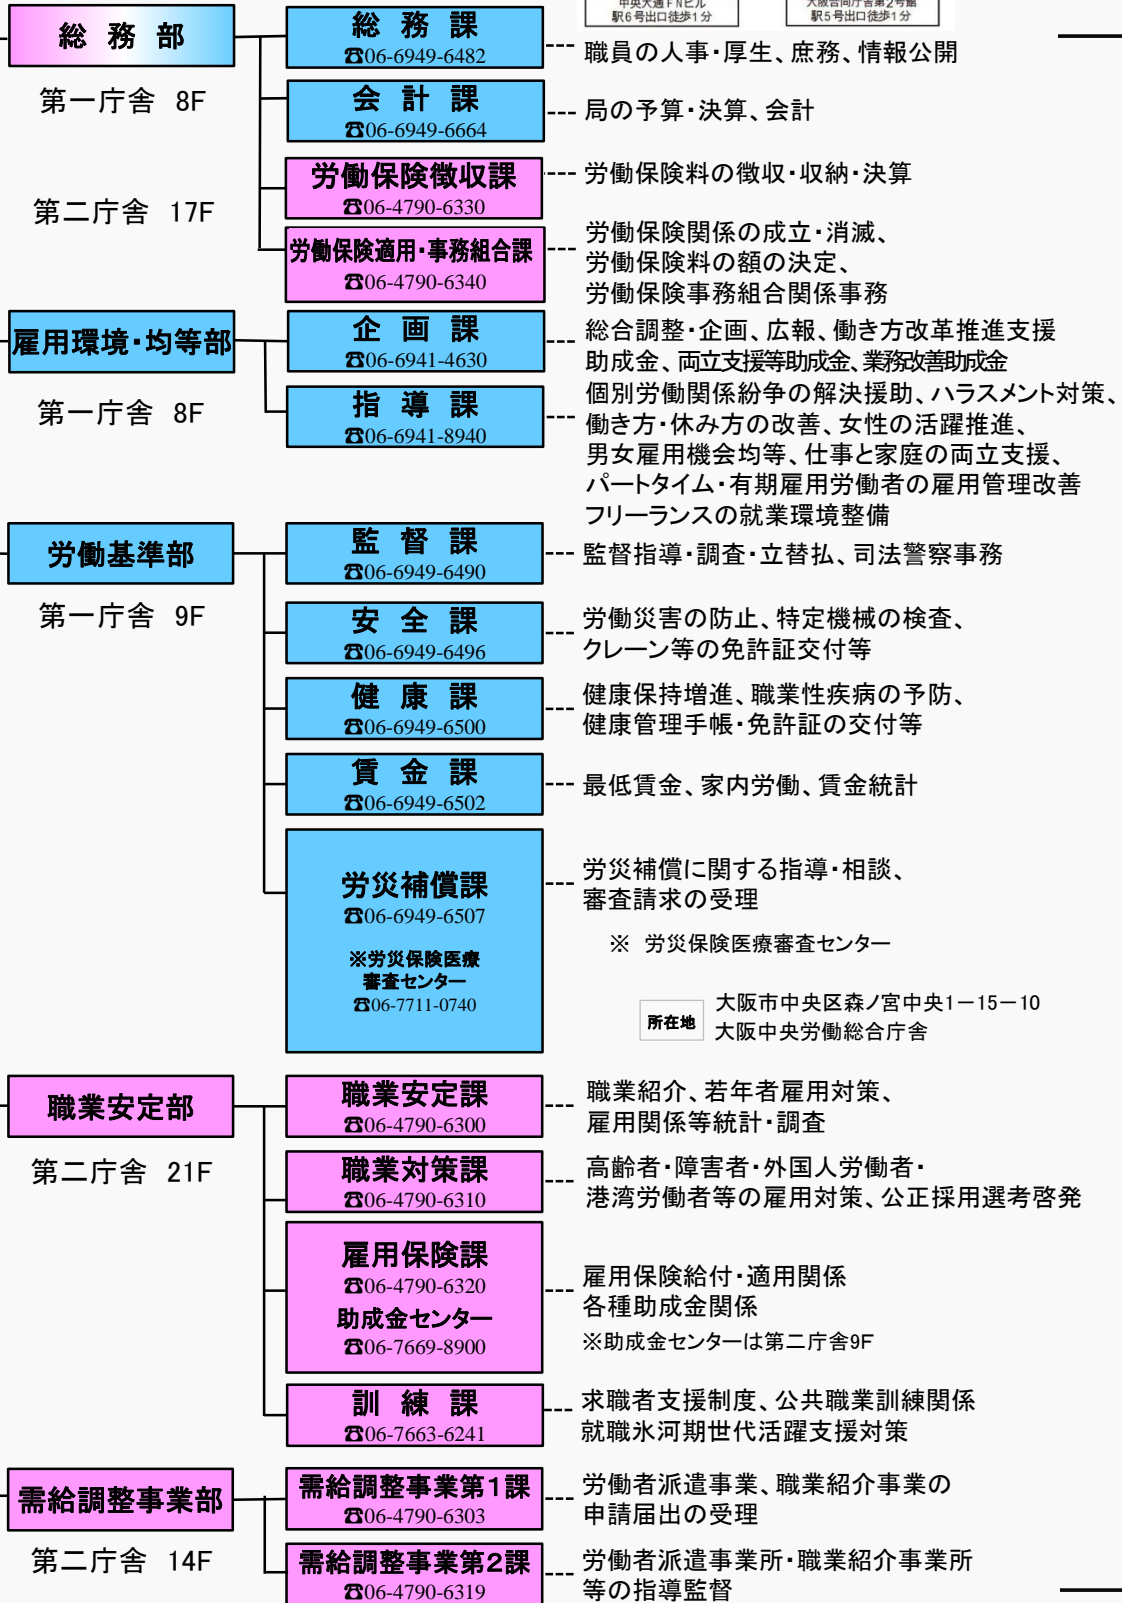 中央大通FNビル
駅6号出口徒歩1分
大阪合同庁舎第2号館
駅5号出口徒歩1分
総務部
第一庁舎 8F
第二庁舎 17F
総務課
☎06-6949-6482
職員の人事・厚生、庶務、情報公開
会計課
☎06-6949-6664
局の予算・決算、会計
労働保険徴収課
☎06-4790-6330
労働保険料の徴収・収納・決算
労働保険適用・事務組合課
☎06-4790-6340
労働保険関係の成立・消滅、
労働保険料の額の決定、
労働保険事務組合関係事務
雇用環境・均等部
第一庁舎 8F
企画課
☎06-6941-4630
総合調整・企画、広報、働き方改革推進支援
助成金、両立支援等助成金、業務改善助成金
指導課
☎06-6941-8940
個別労働関係紛争の解決援助、ハラスメント対策、
働き方・休み方の改善、女性の活躍推進、
男女雇用機会均等、仕事と家庭の両立支援、
パートタイム・有期雇用労働者の雇用管理改善
フリーランスの就業環境整備
労働基準部
第一庁舎 9F
監督課
☎06-6949-6490
監督指導・調査・立替払、司法警察事務
安全課
☎06-6949-6496
労働災害の防止、特定機械の検査、
クレーン等の免許証交付等
健康課
☎06-6949-6500
健康保持増進、職業性疾病の予防、
健康管理手帳・免許証の交付等
賃金課
☎06-6949-6502
最低賃金、家内労働、賃金統計
労災補償課
☎06-6949-6507
※労災保険医療
審査センター
☎06-7711-0740
労災補償に関する指導・相談、
審査請求の受理
※ 労災保険医療審査センター
所在地
大阪市中央区森ノ宮中央1-15-10
大阪中央労働総合庁舎
職業安定部
第二庁舎 21F
職業安定課
☎06-4790-6300
職業紹介、若年者雇用対策、
雇用関係等統計・調査
職業対策課
☎06-4790-6310
高齢者・障害者・外国人労働者・
港湾労働者等の雇用対策、公正採用選考啓発
雇用保険課
☎06-4790-6320
助成金センター
☎06-7669-8900
雇用保険給付・適用関係
各種助成金関係
※助成金センターは第二庁舎9F
訓練課
☎06-7663-6241
求職者支援制度、公共職業訓練関係
就職氷河期世代活躍支援対策
需給調整事業部
第二庁舎 14F
需給調整事業第1課
☎06-4790-6303
労働者派遣事業、職業紹介事業の
申請届出の受理
需給調整事業第2課
☎06-4790-6319
労働者派遣事業所・職業紹介事業所
等の指導監督